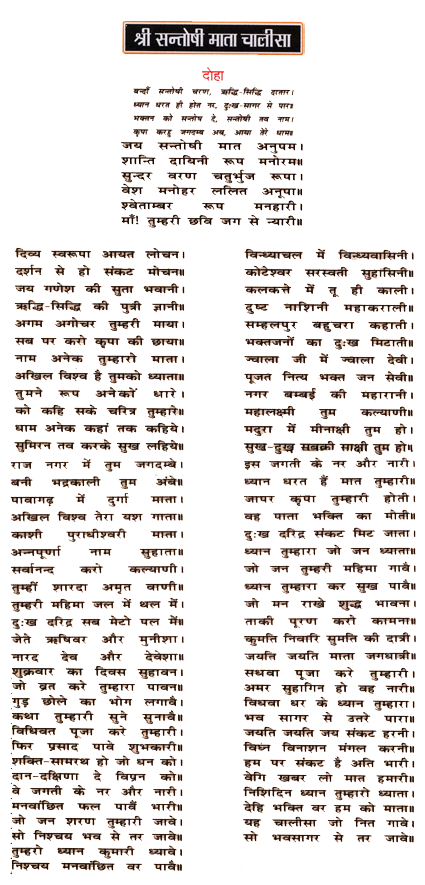 श्री सन्तोषी माता चालीसा
दोहा
बन्दौं सन्तोषी चरण, ऋद्धि-सिद्धि दातार।
ध्यान धरत ही होत नर, दुःख-सागर से पार॥
भक्तन को सन्तोष दे, सन्तोषी तव नाम।
कृपा करहु जगदम्ब अब, आया तेरे धाम॥
जय सन्तोषी मात अनुपम।
शान्ति दायिनी रूप मनोरम॥
सुन्दर वरण चतुर्भुज रूपा।
वेश मनोहर ललित अनूपा॥
श्वेताम्बर रूप मनहारी।
माँ! तुम्हरी छवि जग से न्यारी॥
दिव्य स्वरूपा आयत लोचन।
दर्शन से हो संकट मोचन॥
जय गणेश की सुता भवानी।
ऋद्धि-सिद्धि की पुत्री ज्ञानी॥
अगम अगोचर तुम्हरी माया।
सब पर करो कृपा की छाया॥
नाम अनेक तुम्हारो माता।
अखिल विश्व है तुमको ध्याता॥
तुमने रूप अनेकों धारे।
को कहि सके चरित्र तुम्हारे॥
धाम अनेक कहां तक कहिये।
सुमिरन तव करके सुख लहिये॥
राज नगर में तुम जगदम्बे।
बनी भद्रकाली तुम अंबे॥
पावागढ़ में दुर्गा माता।
अखिल विश्व तेरा यश गाता॥
काशी पुराधीश्वरी माता।
अन्नपूर्णा नाम सुहाता॥
सर्वानन्द करो कल्याणी।
तुम्हीं शारदा अमृत वाणी॥
तुम्हरी महिमा जल में थल में।
दुःख दरिद्र सब मेटो पल में॥
जेते ऋषिवर और मुनीशा।
नारद देव और देवेशा॥
शुक्रवार का दिवस सुहावन।
जो व्रत करे तुम्हारा पावन॥
गुड़ छोले का भोग लगावै।
कथा तुम्हारी सुने सुनावै॥
विधिवत पूजा करे तुम्हारी।
फिर प्रसाद पावे शुभकारी॥
शक्ति-सामरथ हो जो धन को।
दान-दक्षिणा दे विप्रन को॥
वे जगती के नर और नारी।
मनवांछित फल पावैं भारी॥
जो जन शरण तुम्हारी जावे।
सो निश्चय भव से तर जावे॥
तुम्हरो ध्यान कुमारी ध्यावे।
निश्चय मनवांछित वर पावै॥
विन्ध्याचल में विन्ध्यवासिनी।
कोटेश्वर सरस्वती सुहासिनी॥
कलकत्ते में तू ही काली।
दुष्ट नाशिनी महाकराली॥
सम्हलपुर बहुचरा कहाती।
भक्तजनों का दुःख मिटाती॥
ज्वाला जी में ज्वाला देवी।
पूजत नित्य भक्त जन सेवी॥
नगर बम्बई की महारानी।
महालक्ष्मी तुम कल्याणी॥
मदुरा में मीनाक्षी तुम हो।
सुख-दुख सबकी साक्षी तुम हो॥
इस जगती के नर और नारी।
ध्यान धरत हैं मात तुम्हारी॥
जापर कृपा तुम्हारी होती।
वह पाता भक्ति का मोती॥
दुःख दरिद्र संकट मिट जाता।
ध्यान तुम्हारा जो जन ध्याता॥
जो जन तुम्हरी महिमा गावै।
ध्यान तुम्हारा कर सुख पावै॥
जो मन राखे शुद्ध भावना।
ताकी पूरण करो कामना॥
कुमति निवारि सुमति की दात्री।
जयति जयति माता जगधात्री॥
सधवा पूजा करे तुम्हारी।
अमर सुहागिन हो वह नारी॥
विधवा धर के ध्यान तुम्हारा।
भव सागर से उतरे पारा॥
जयति जयति जय संकट हरनी।
विघ्न विनाशन मंगल करनी॥
हम पर संकट है अति भारी।
वेगि खबर लो मात हमारी॥
निशिदिन ध्यान तुम्हारो ध्याता।
देहि भक्ति वर हम को माता॥
यह चालीसा जो नित गावे।
सो भवसागर से तर जावे॥